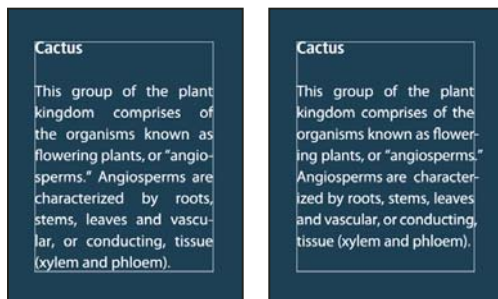 Cactus
This group of the plant
kingdom comprises of
the organisms known as
flowering plants, or “angio-
sperms.” Angiosperms are
characterized by roots,
stems, leaves and vascu-
lar, or conducting, tissue
(xylem and phloem).
Cactus
This group of the plant
kingdom comprises of the
organisms known as flower-
ing plants, or “angiosperms.”
Angiosperms are character-
ized by roots, stems, leaves
and vascular, or conducting,
tissue (xylem and phloem).